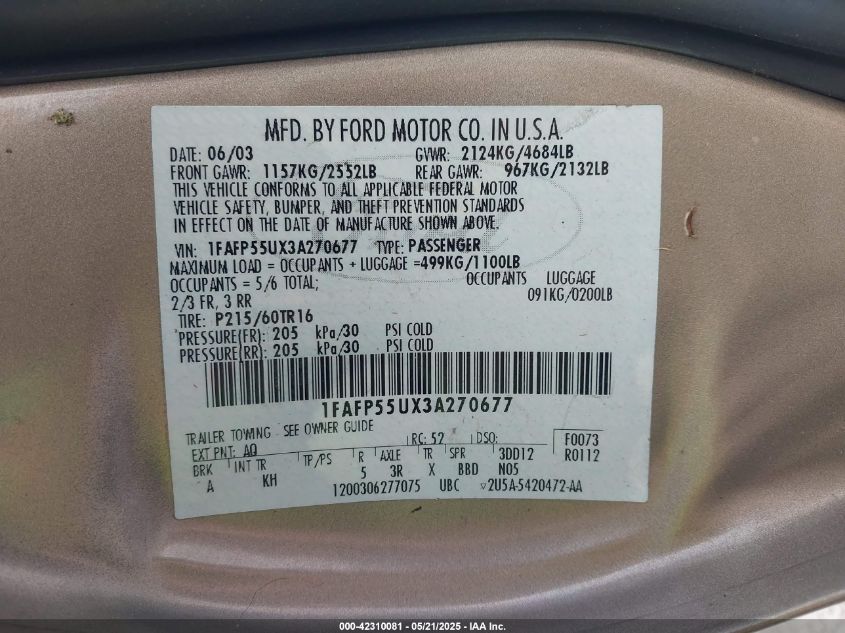 MFD. BY FORD MOTOR CO. IN U.S.A.
DATE: 06/03 GVWR: 2124KG/4684LB
FRONT GAWR: 1157KG/2552LB REAR GAWR: 967KG/2132LB
THIS VEHICLE CONFORMS TO ALL APPLICABLE FEDERAL MOTOR
VEHICLE SAFETY, BUMPER, AND THEFT PREVENTION STANDARDS
IN EFFECT ON THE DATE OF MANUFACTURE SHOWN ABOVE.
VIN: 1FAFP55UX3A270677 TYPE: PASSENGER
MAXIMUM LOAD = OCCUPANTS + LUGGAGE =499KG/1100LB
OCCUPANTS = 5/6 TOTAL; OCCUPANTS LUGGAGE
2/3 FR, 3 RR 091KG/0200LB
TIRE: P215/60TR16
PRESSURE(FR): 205 kPa/30 PSI COLD
PRESSURE(RR): 205 kPa/30 PSI COLD
1FAFP55UX3A270677
TRAILER TOWING - SEE OWNER GUIDE
EXT PNT: AQ RC: 52 DSO: F0073
BRK INT TR TP/PS R AXLE TR SPR 3DD12 R0112
A KH 5 3R X BBD N05
1200306277075 UBC ▽2U5A-5420472-AA
000-42310081 - 05/21/2025 - IAA Inc.